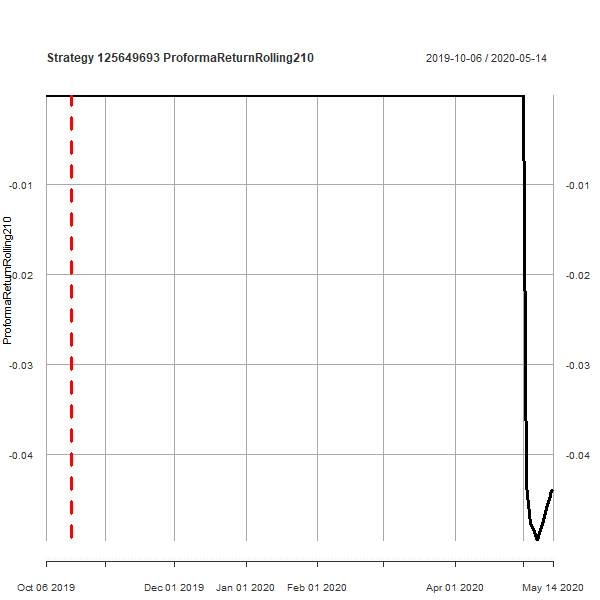 Strategy 125649693 ProformaReturnRolling210
2019-10-06 / 2020-05-14
ProformaReturnRolling210
-0.01
-0.01
-0.02
-0.02
-0.03
-0.03
-0.04
-0.04
Oct 06 2019
Dec 01 2019
Jan 01 2020
Feb 01 2020
Apr 01 2020
May 14 2020